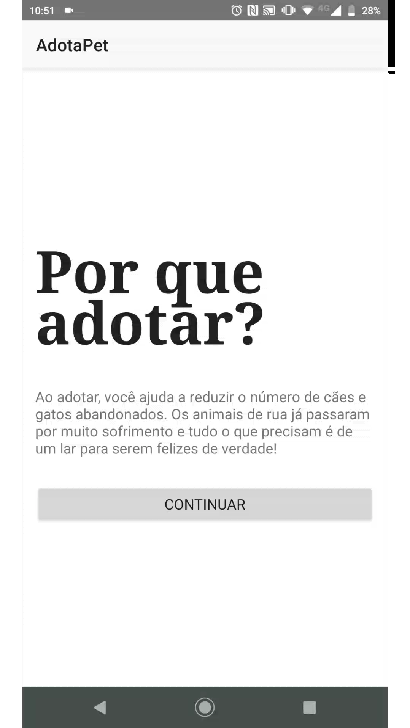 10:51 4G 28%
AdotaPet
Por que
adotar?
Ao adotar, você ajuda a reduzir o número de cães e
gatos abandonados. Os animais de rua já passaram
por muito sofrimento e tudo o que precisam é de
um lar para serem felizes de verdade!
CONTINUAR